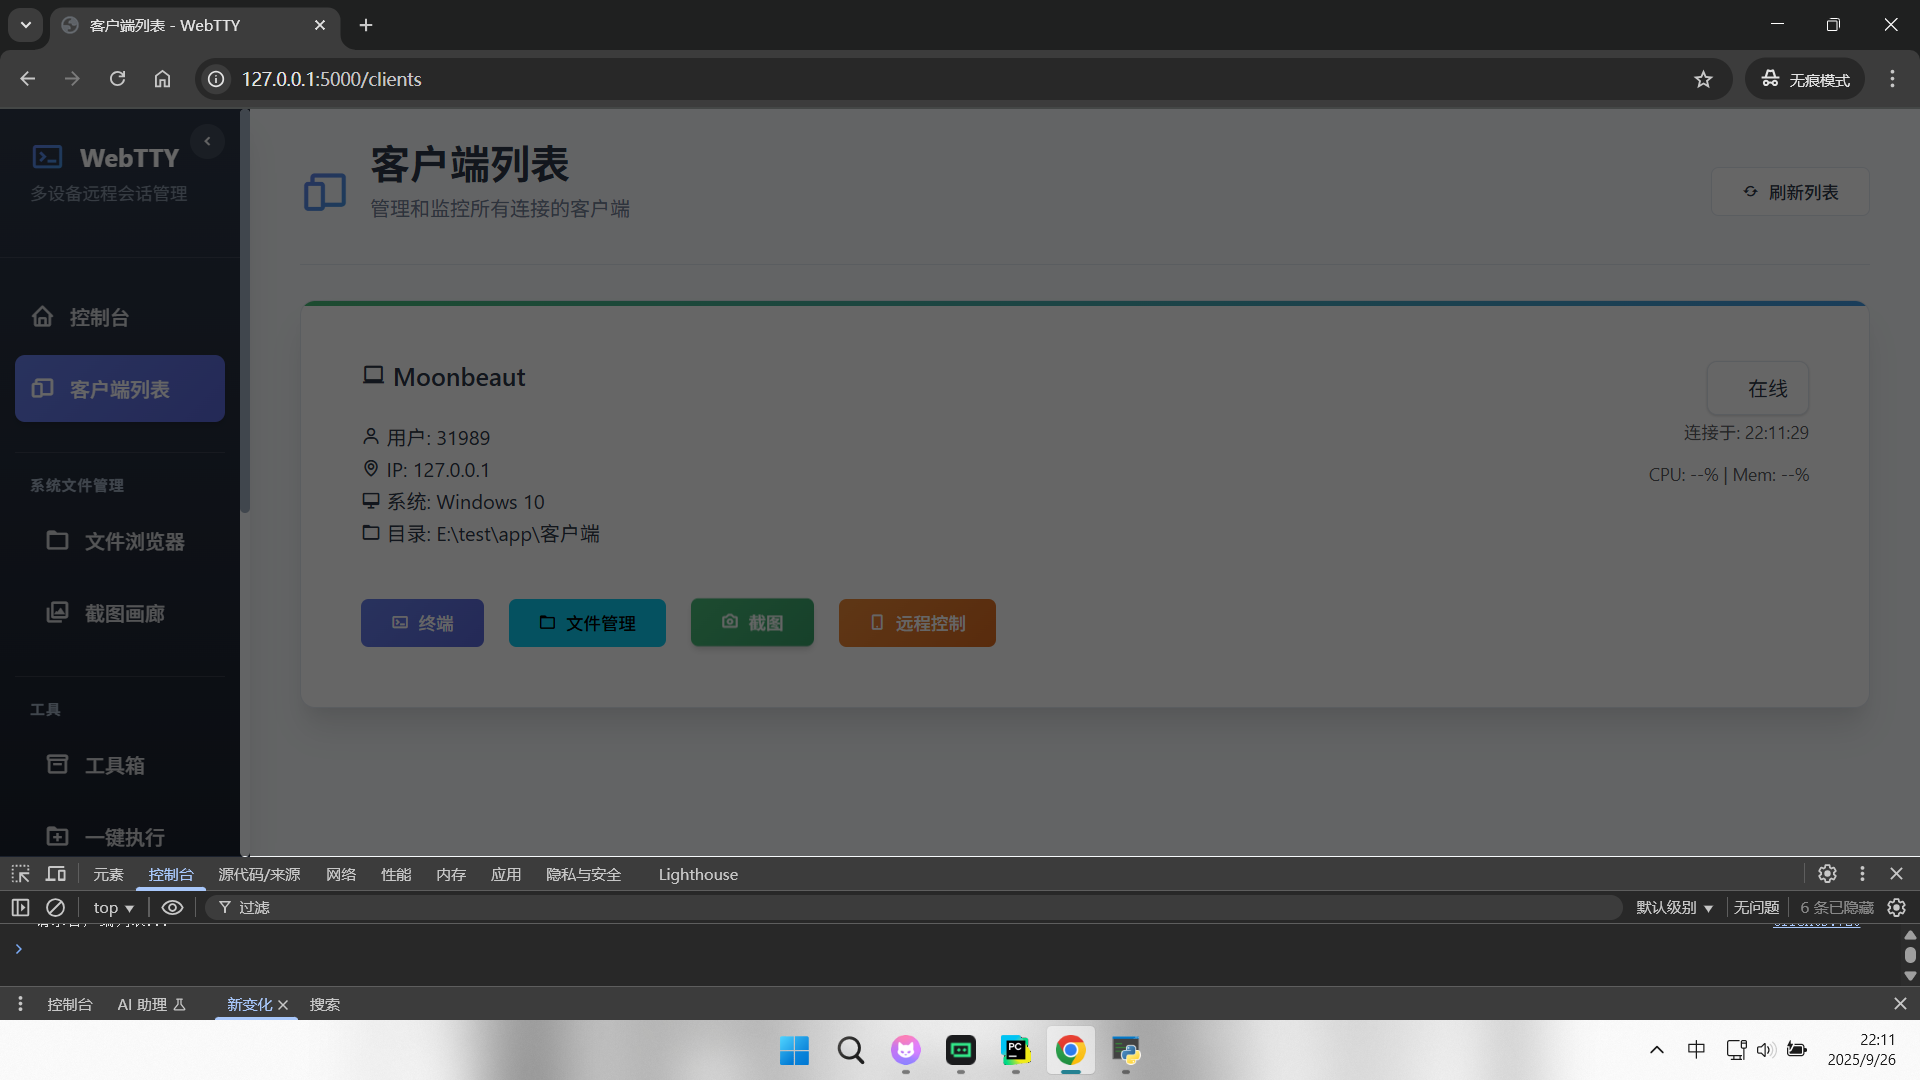 客户端列表 - WebTTY
127.0.0.1:5000/clients
无痕模式
WebTTY
多设备远程会话管理
控制台
客户端列表
系统文件管理
文件浏览器
截图画廊
工具
工具箱
一键执行
客户端列表
管理和监控所有连接的客户端
刷新列表
Moonbeaut
在线
连接于: 22:11:29
CPU: --% | Mem: --%
用户: 31989
IP: 127.0.0.1
系统: Windows 10
目录: E:\test\app\客户端
终端
文件管理
截图
远程控制
元素
控制台
源代码/来源
网络
性能
内存
应用
隐私与安全
Lighthouse
top
过滤
默认级别
无问题
6 条已隐藏
控制台
AI 助理
新变化
搜索
PC
中
22:11
2025/9/26